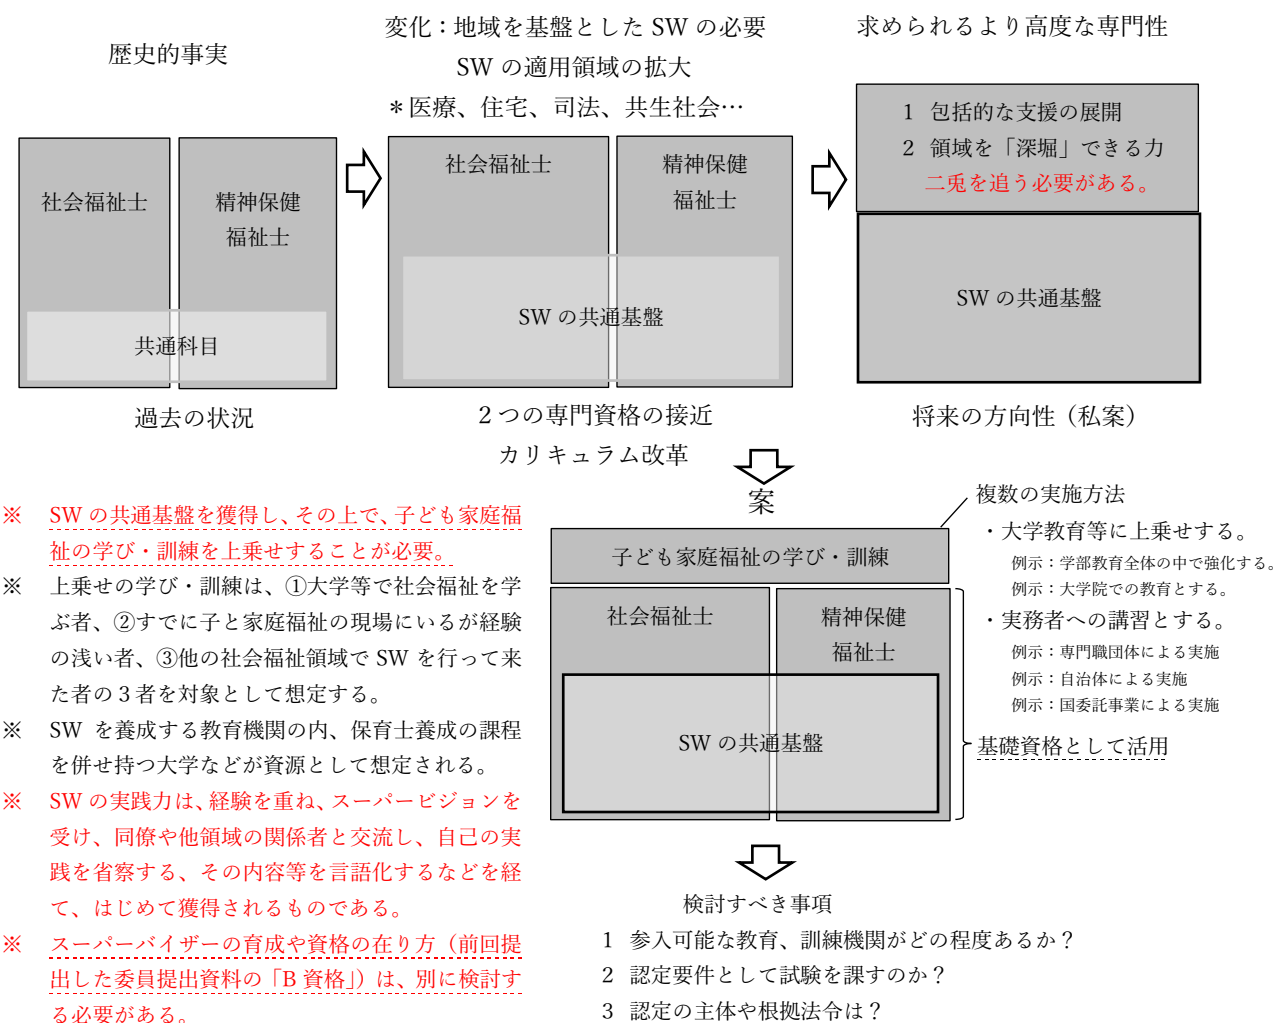 歴史的事実
変化：地域を基盤とした SW の必要
SW の適用領域の拡大
＊医療、住宅、司法、共生社会…
求められるより高度な専門性
社会福祉士
精神保健
福祉士
共通科目
過去の状況
社会福祉士
精神保健
福祉士
SW の共通基盤
２つの専門資格の接近
カリキュラム改革
1 包括的な支援の展開
2 領域を「深堀」できる力
二兎を追う必要がある。
SW の共通基盤
将来の方向性（私案）
※ SW の共通基盤を獲得し、その上で、子ども家庭福
祉の学び・訓練を上乗せすることが必要。
※ 上乗せの学び・訓練は、①大学等で社会福祉を学
ぶ者、②すでに子と家庭福祉の現場にいるが経験
の浅い者、③他の社会福祉領域で SW を行って来
た者の３者を対象として想定する。
※ SW を養成する教育機関の内、保育士養成の課程
を併せ持つ大学などが資源として想定される。
※ SW の実践力は、経験を重ね、スーパービジョンを
受け、同僚や他領域の関係者と交流し、自己の実
践を省察する、その内容等を言語化するなどを経
て、はじめて獲得されるものである。
※ スーパーバイザーの育成や資格の在り方（前回提
出した委員提出資料の「B 資格」）は、別に検討す
る必要がある。
案
子ども家庭福祉の学び・訓練
社会福祉士
精神保健
福祉士
SW の共通基盤
複数の実施方法
・大学教育等に上乗せする。
例示：学部教育全体の中で強化する。
例示：大学院での教育とする。
・実務者への講習とする。
例示：専門職団体による実施
例示：自治体による実施
例示：国委託事業による実施
基礎資格として活用
検討すべき事項
1 参入可能な教育、訓練機関がどの程度あるか？
2 認定要件として試験を課すのか？
3 認定の主体や根拠法令は？